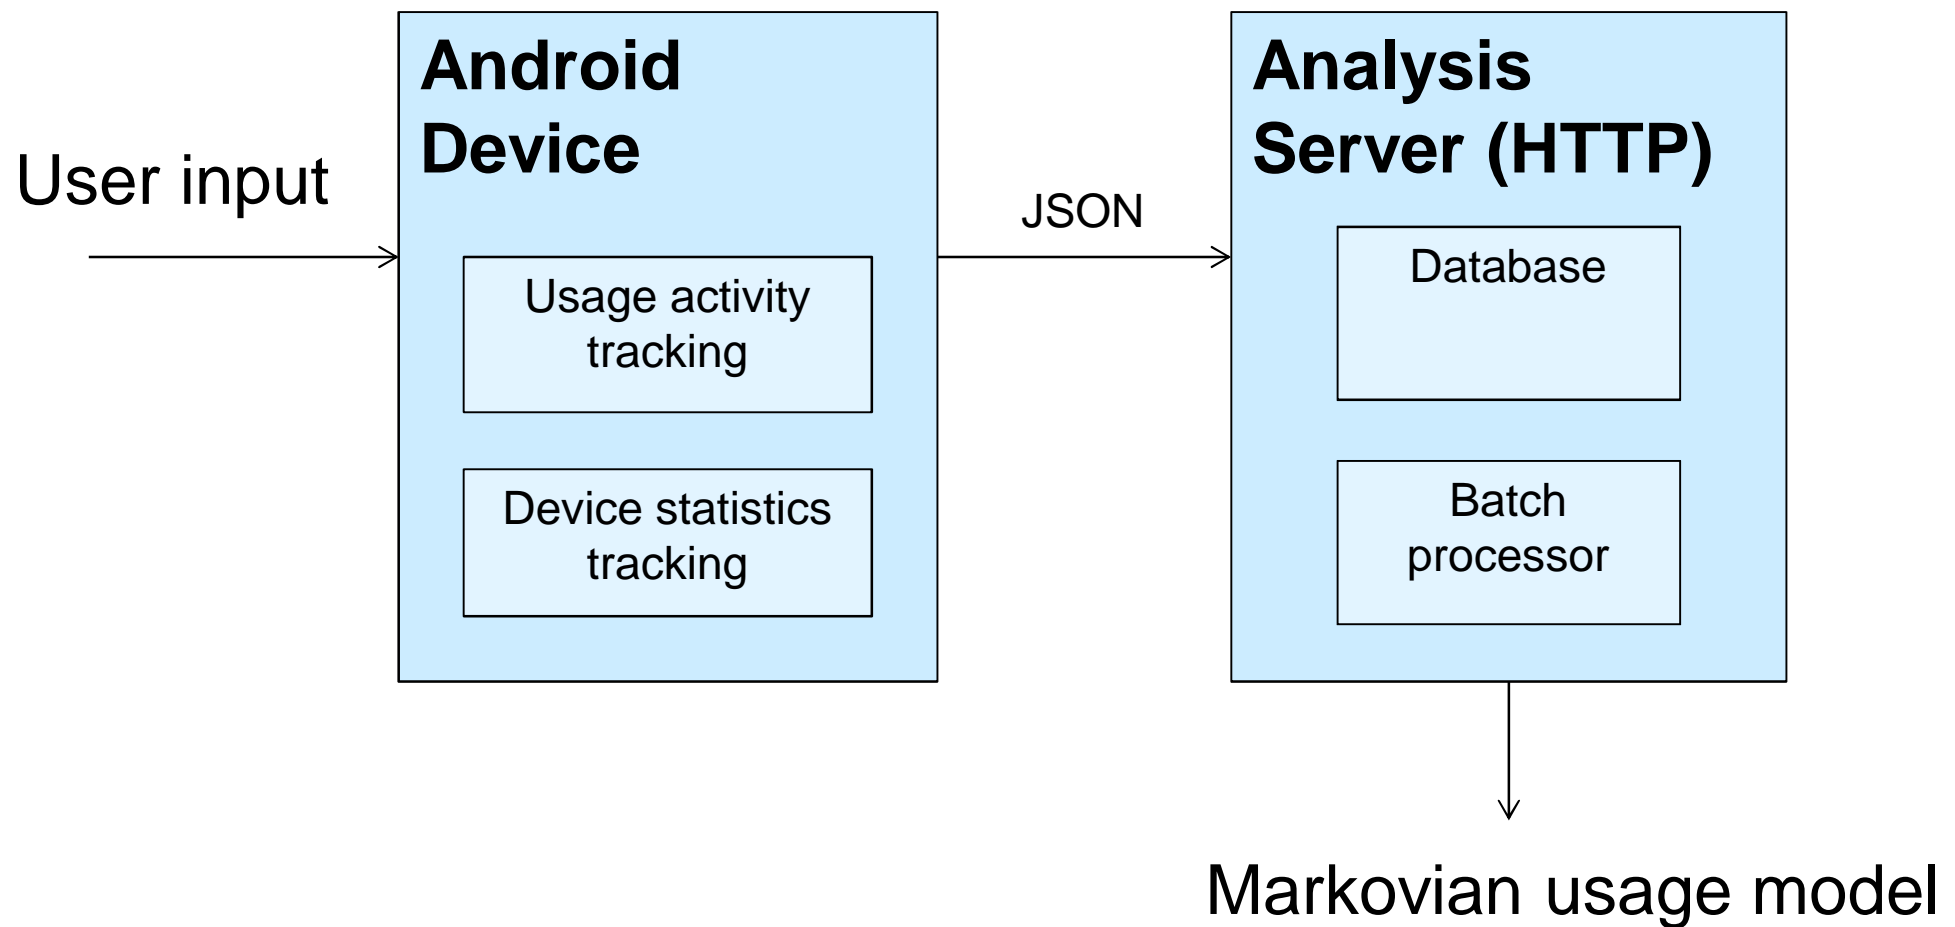 User input
Android
Device
Usage activity
tracking
Device statistics
tracking
JSON
Analysis
Server (HTTP)
Database
Batch
processor
Markovian usage model